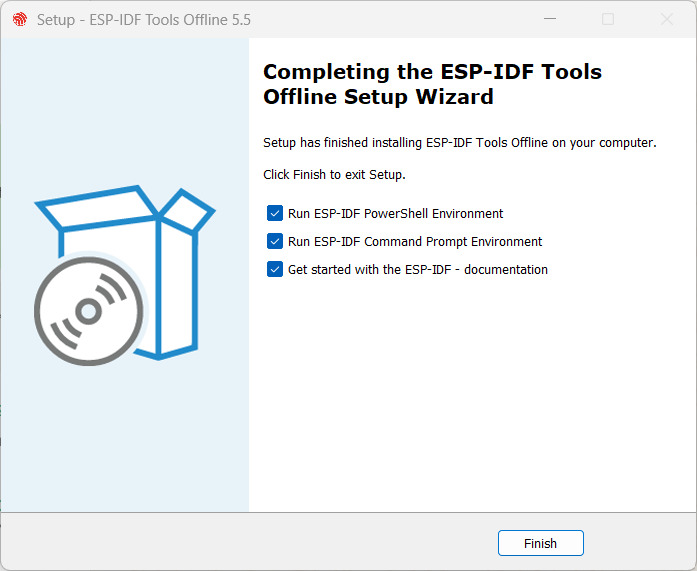 Setup - ESP-IDF Tools Offline 5.5
Completing the ESP-IDF Tools
Offline Setup Wizard
Setup has finished installing ESP-IDF Tools Offline on your computer.
Click Finish to exit Setup.
Run ESP-IDF PowerShell Environment
Run ESP-IDF Command Prompt Environment
Get started with the ESP-IDF - documentation
Finish